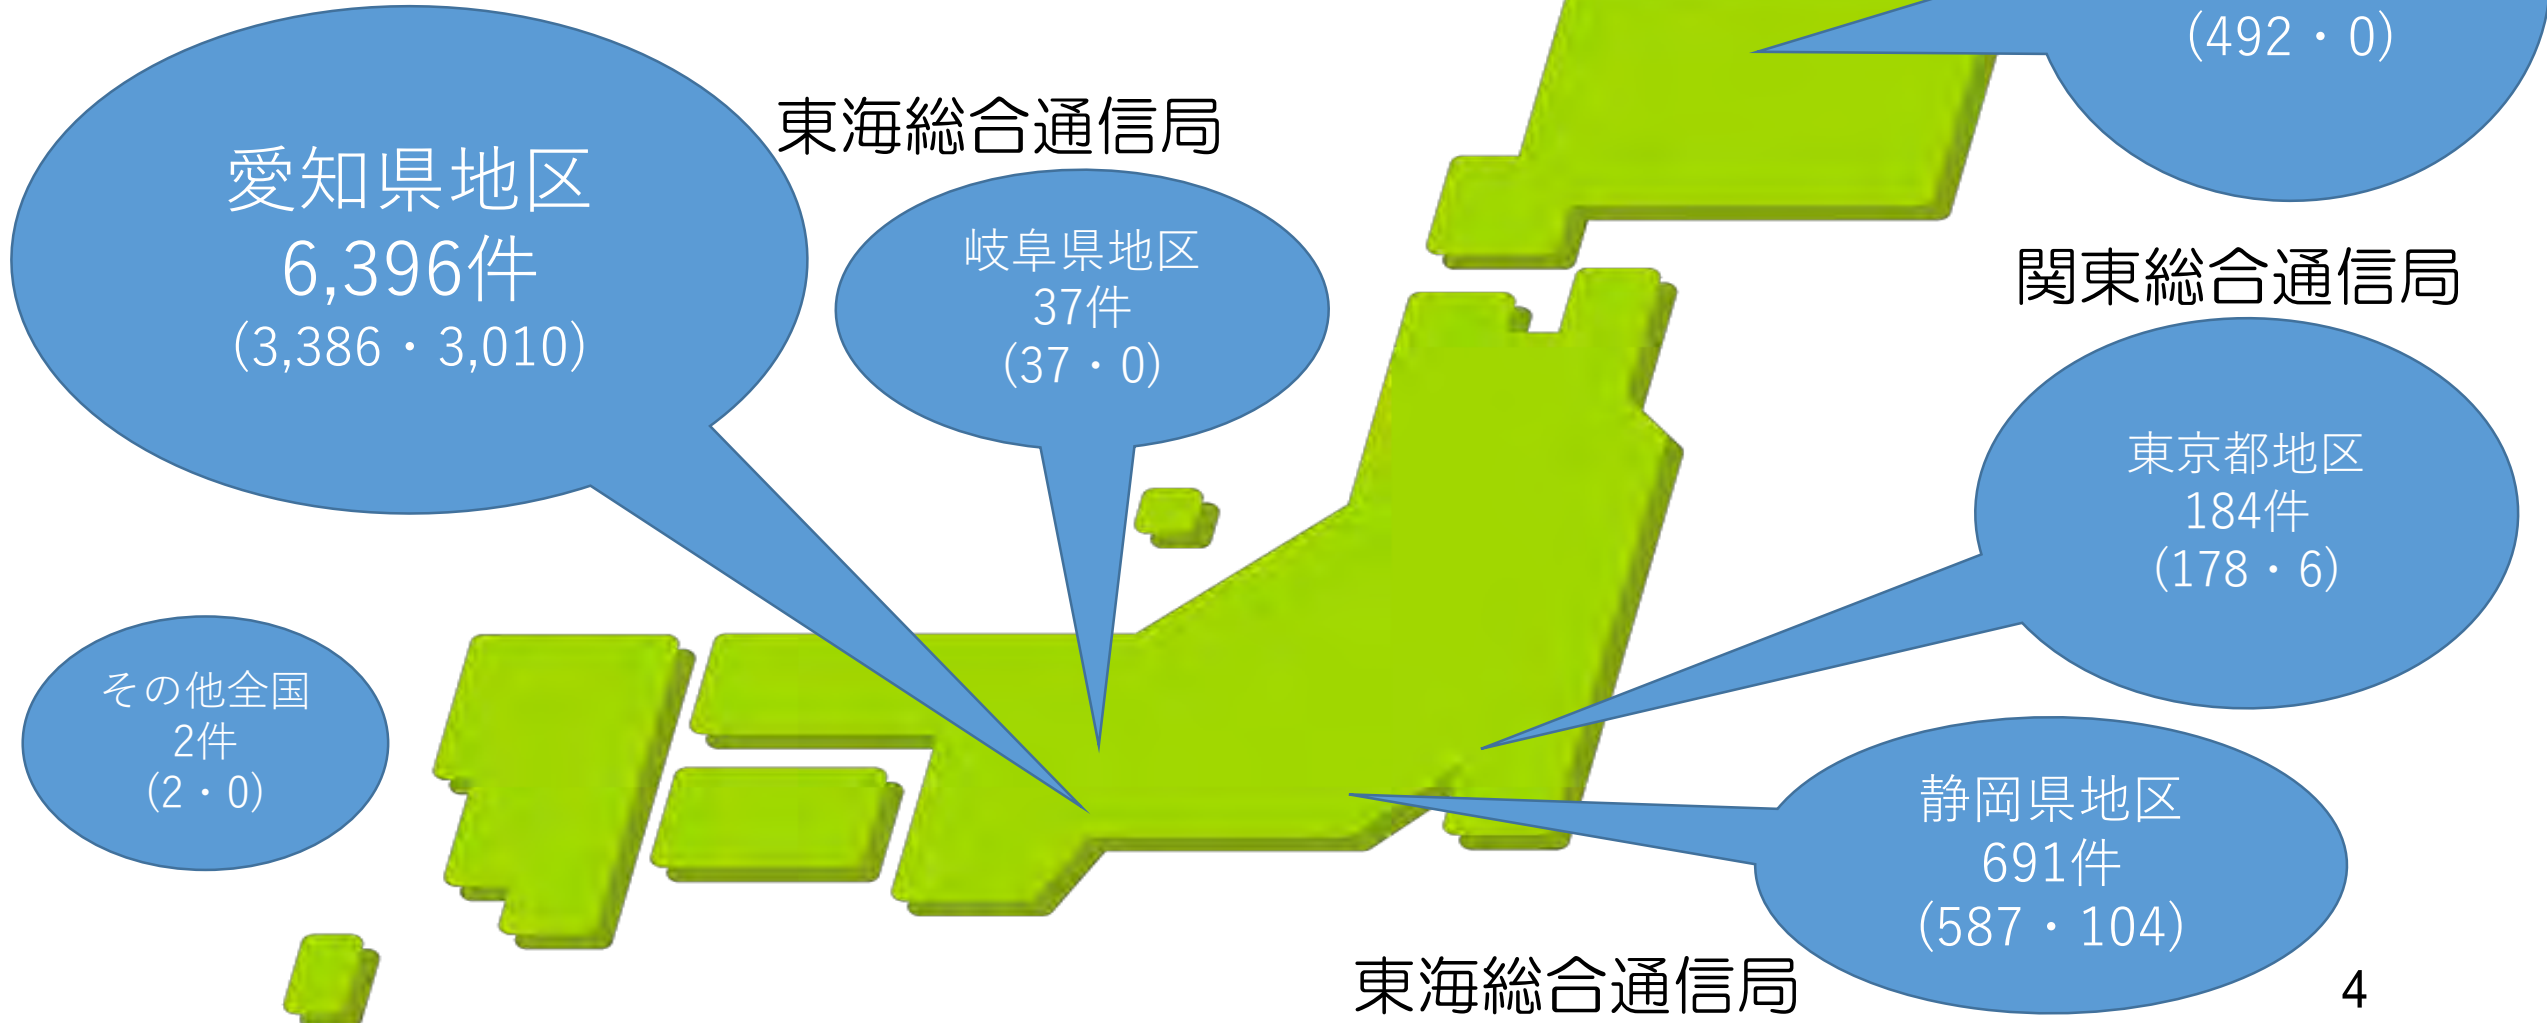 (492・0)
東海総合通信局
愛知県地区
6,396件
(3,386・3,010)
岐阜県地区
37件
(37・0)
関東総合通信局
東京都地区
184件
(178・6)
その他全国
2件
(2・0)
静岡県地区
691件
(587・104)
東海総合通信局
4